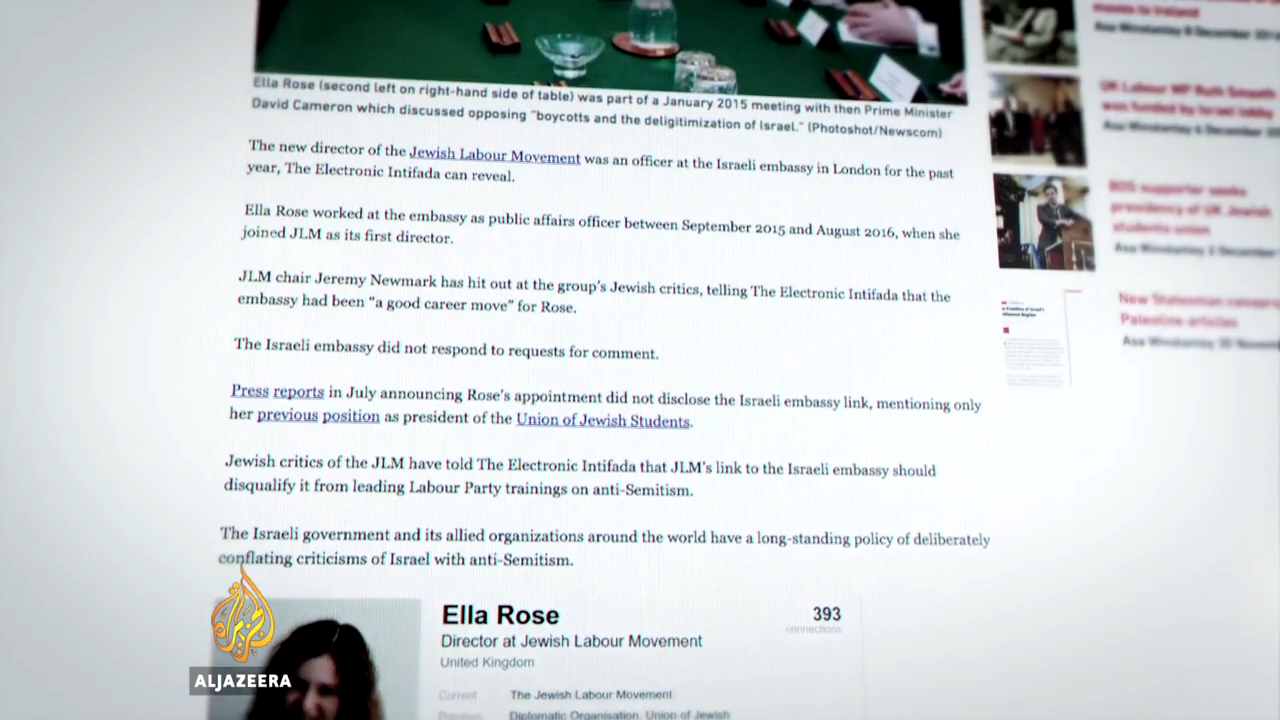 Ella Rose (second left on right-hand side of table) was part of a January 2015 meeting with then Prime Minister
David Cameron which discussed opposing "boycotts and the deligitimization of Israel." (Photoshot/Newscom)
The new director of the Jewish Labour Movement was an officer at the Israeli embassy in London for the past
year, The Electronic Intifada can reveal.
Ella Rose worked at the embassy as public affairs officer between September 2015 and August 2016, when she
joined JLM as its first director.
JLM chair Jeremy Newmark has hit out at the group's Jewish critics, telling The Electronic Intifada that the
embassy had been “a good career move” for Rose.
The Israeli embassy did not respond to requests for comment.
Press reports in July announcing Rose's appointment did not disclose the Israeli embassy link, mentioning only
her previous position as president of the Union of Jewish Students.
Jewish critics of the JLM have told The Electronic Intifada that JLM's link to the Israeli embassy should
disqualify it from leading Labour Party trainings on anti-Semitism.
The Israeli government and its allied organizations around the world have a long-standing policy of deliberately
conflating criticisms of Israel with anti-Semitism.
Ella Rose
393
connections
Director at Jewish Labour Movement
United Kingdom
Current The Jewish Labour Movement
Previous Diplomatic Organisation, Union of Jewish
ALJAZEERA
UK Labour MP Ruth Smeeth
was funded by Israel lobby
BDS supporter seeks
presidency of UK Jewish
students union
New Statesman
Palestine articles
Asa Winstanley 30 November